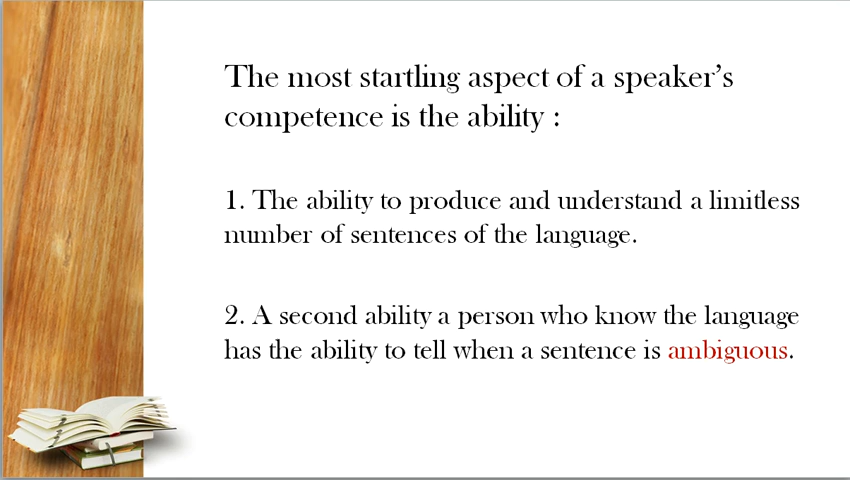 The most startling aspect of a speaker’s
competence is the ability :
1. The ability to produce and understand a limitless
number of sentences of the language.
2. A second ability a person who know the language
has the ability to tell when a sentence is ambiguous.